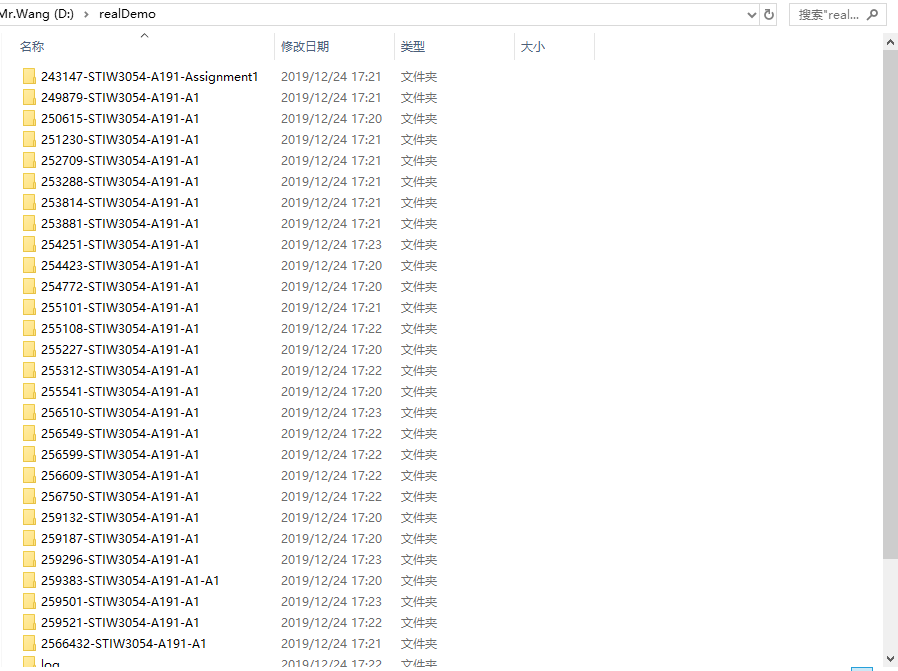 Mr.Wang (D:) › realDemo 搜索"real...
名称 修改日期 类型 大小
243147-STIW3054-A191-Assignment1 2019/12/24 17:21 文件夹
249879-STIW3054-A191-A1 2019/12/24 17:21 文件夹
250615-STIW3054-A191-A1 2019/12/24 17:20 文件夹
251230-STIW3054-A191-A1 2019/12/24 17:21 文件夹
252709-STIW3054-A191-A1 2019/12/24 17:21 文件夹
253288-STIW3054-A191-A1 2019/12/24 17:21 文件夹
253814-STIW3054-A191-A1 2019/12/24 17:21 文件夹
253881-STIW3054-A191-A1 2019/12/24 17:21 文件夹
254251-STIW3054-A191-A1 2019/12/24 17:23 文件夹
254423-STIW3054-A191-A1 2019/12/24 17:20 文件夹
254772-STIW3054-A191-A1 2019/12/24 17:20 文件夹
255101-STIW3054-A191-A1 2019/12/24 17:21 文件夹
255108-STIW3054-A191-A1 2019/12/24 17:22 文件夹
255227-STIW3054-A191-A1 2019/12/24 17:20 文件夹
255312-STIW3054-A191-A1 2019/12/24 17:22 文件夹
255541-STIW3054-A191-A1 2019/12/24 17:20 文件夹
256510-STIW3054-A191-A1 2019/12/24 17:23 文件夹
256549-STIW3054-A191-A1 2019/12/24 17:22 文件夹
256599-STIW3054-A191-A1 2019/12/24 17:22 文件夹
256609-STIW3054-A191-A1 2019/12/24 17:22 文件夹
256750-STIW3054-A191-A1 2019/12/24 17:22 文件夹
259132-STIW3054-A191-A1 2019/12/24 17:20 文件夹
259187-STIW3054-A191-A1 2019/12/24 17:20 文件夹
259296-STIW3054-A191-A1 2019/12/24 17:23 文件夹
259383-STIW3054-A191-A1-A1 2019/12/24 17:20 文件夹
259501-STIW3054-A191-A1 2019/12/24 17:23 文件夹
259521-STIW3054-A191-A1 2019/12/24 17:22 文件夹
2566432-STIW3054-A191-A1 2019/12/24 17:21 文件夹
log 2019/12/24 17:22 文件夹